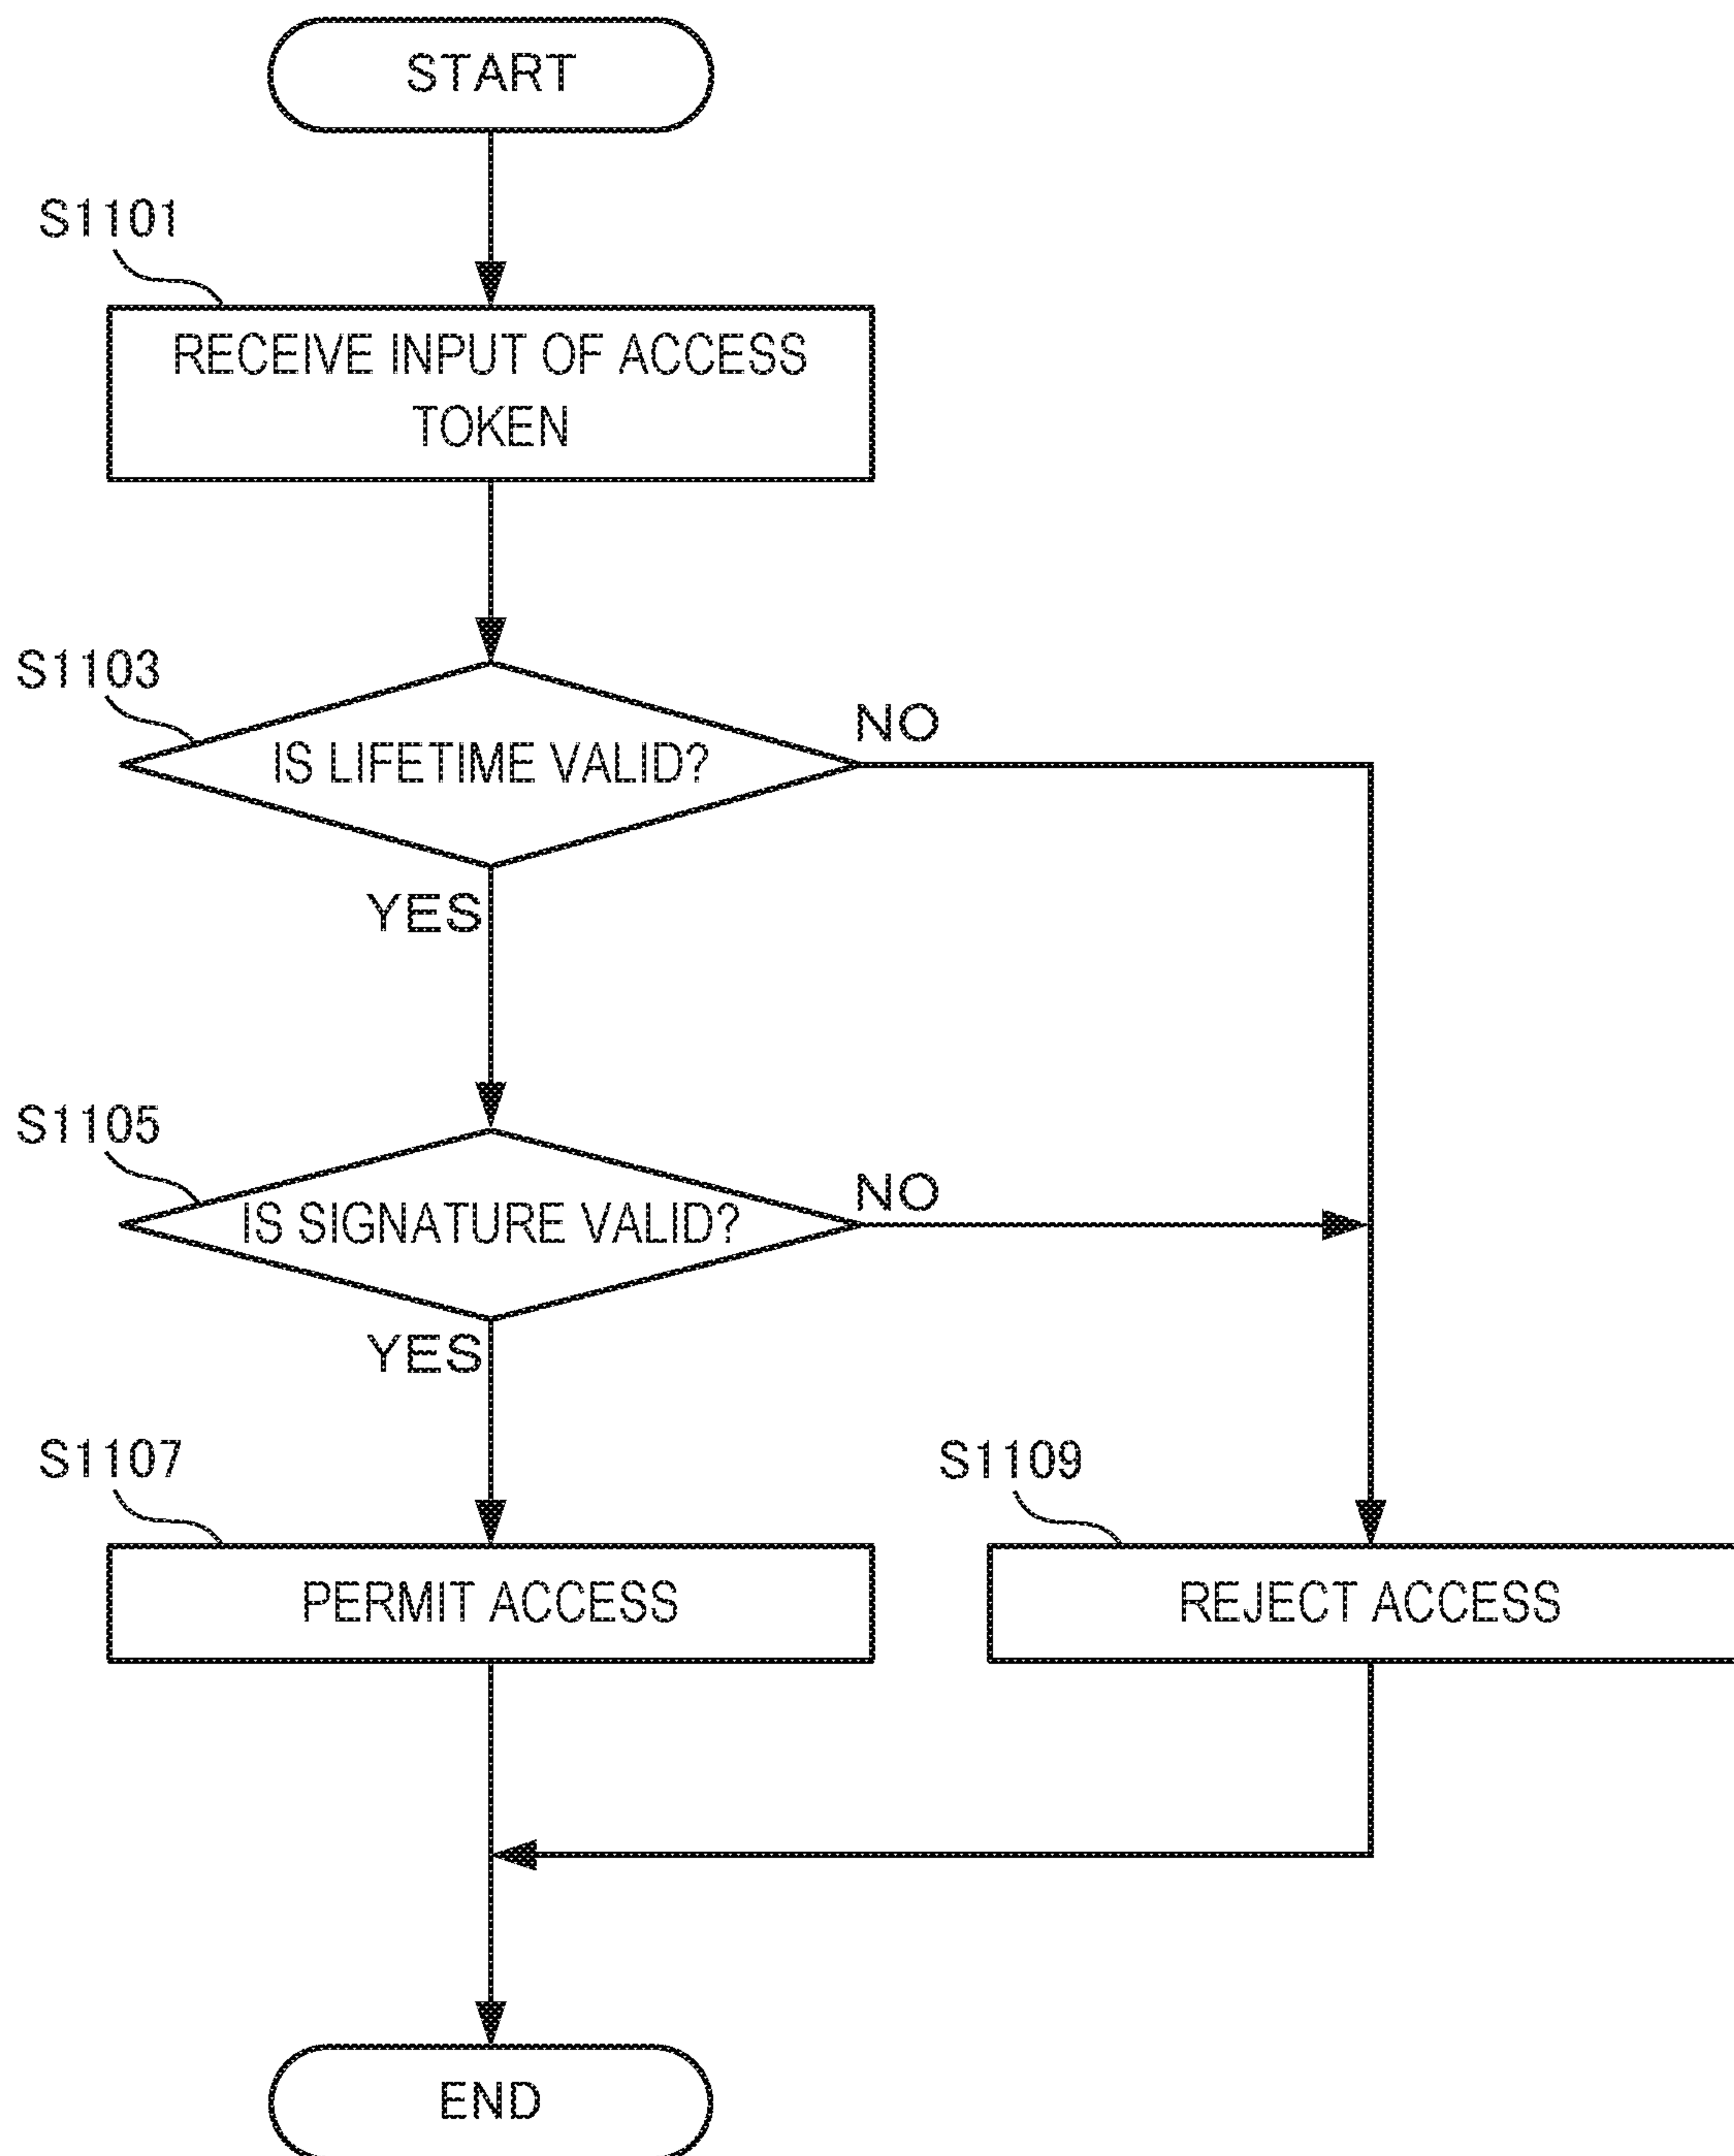 START
S1101
RECEIVE INPUT OF ACCESS
TOKEN
S1103
IS LIFETIME VALID?
NO
YES
S1105
IS SIGNATURE VALID?
NO
YES
S1107
PERMIT ACCESS
S1109
REJECT ACCESS
END